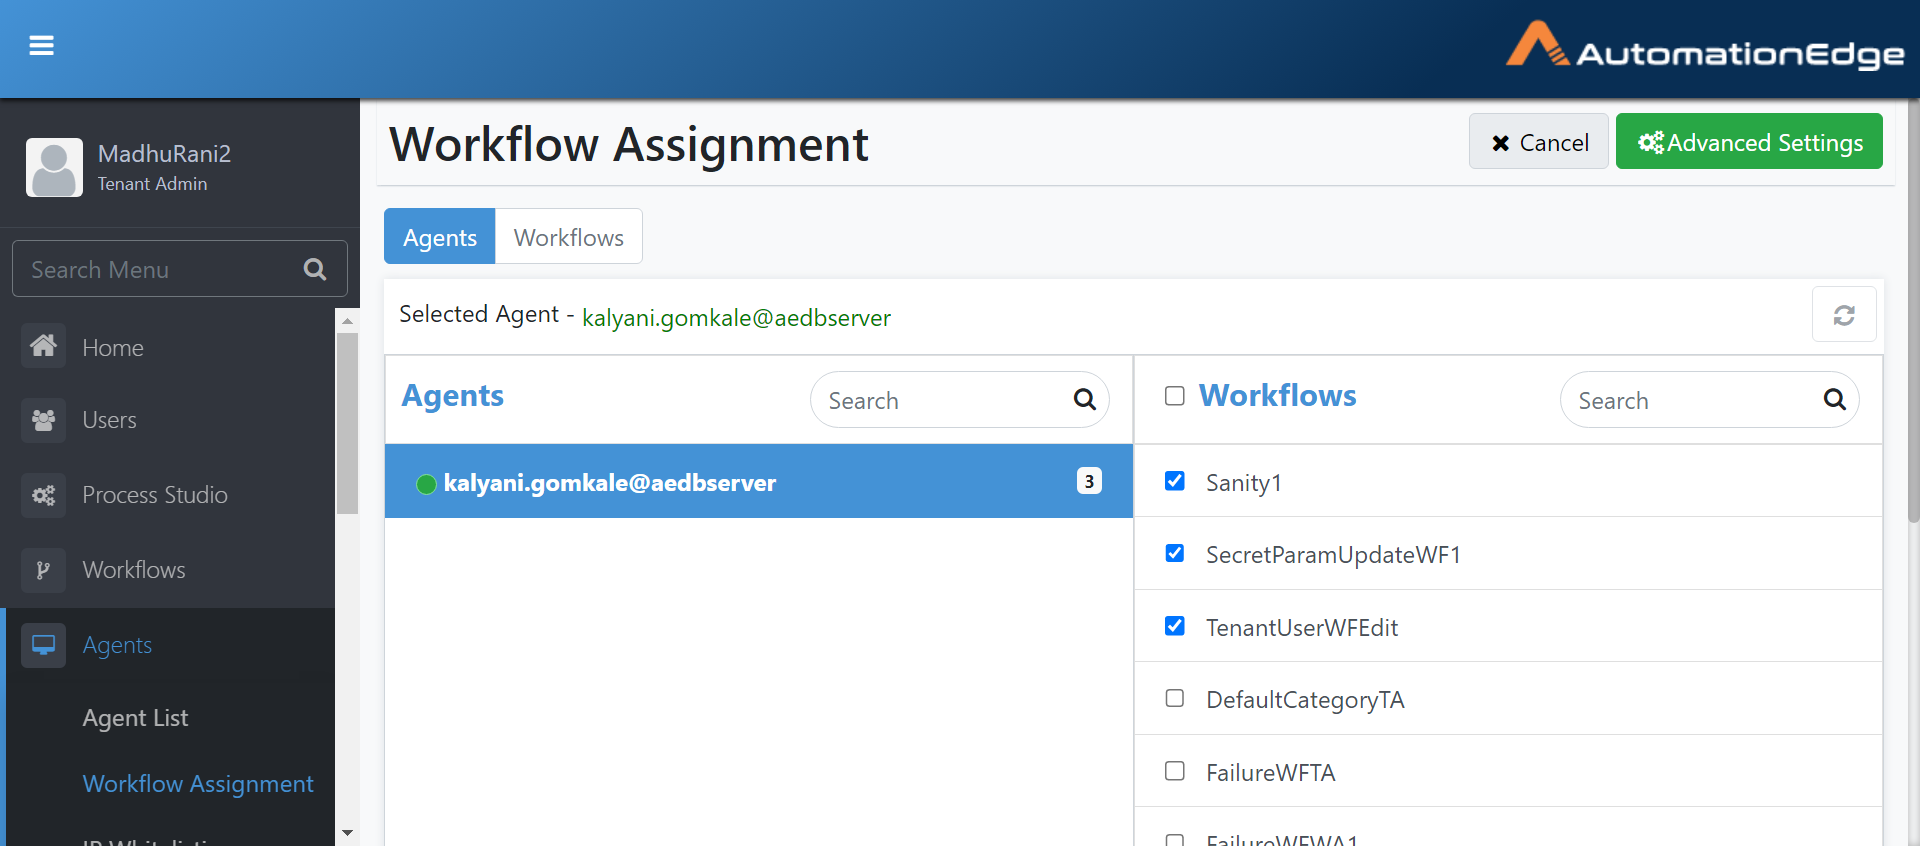 AutomationEdge
MadhuRani2
Tenant Admin
Search Menu
Home
Users
Process Studio
Workflows
Agents
Agent List
Workflow Assignment
Workflow Assignment
Cancel
Advanced Settings
Agents
Workflows
Selected Agent - kalyani.gomkale@aedbserver
Agents
Search
Workflows
Search
kalyani.gomkale@aedbserver
3
Sanity1
SecretParamUpdateWF1
TenantUserWFEdit
DefaultCategoryTA
FailureWFTA
FailureWFWA1